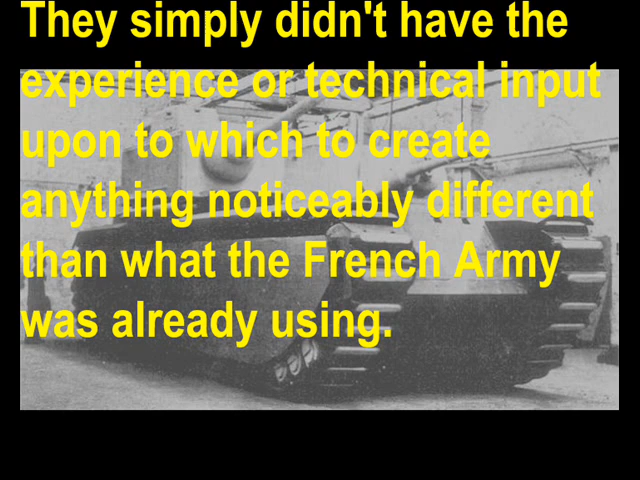 They simply didn't have the
experience or technical input
upon to which to create
anything noticeably different
than what the French Army
was already using.